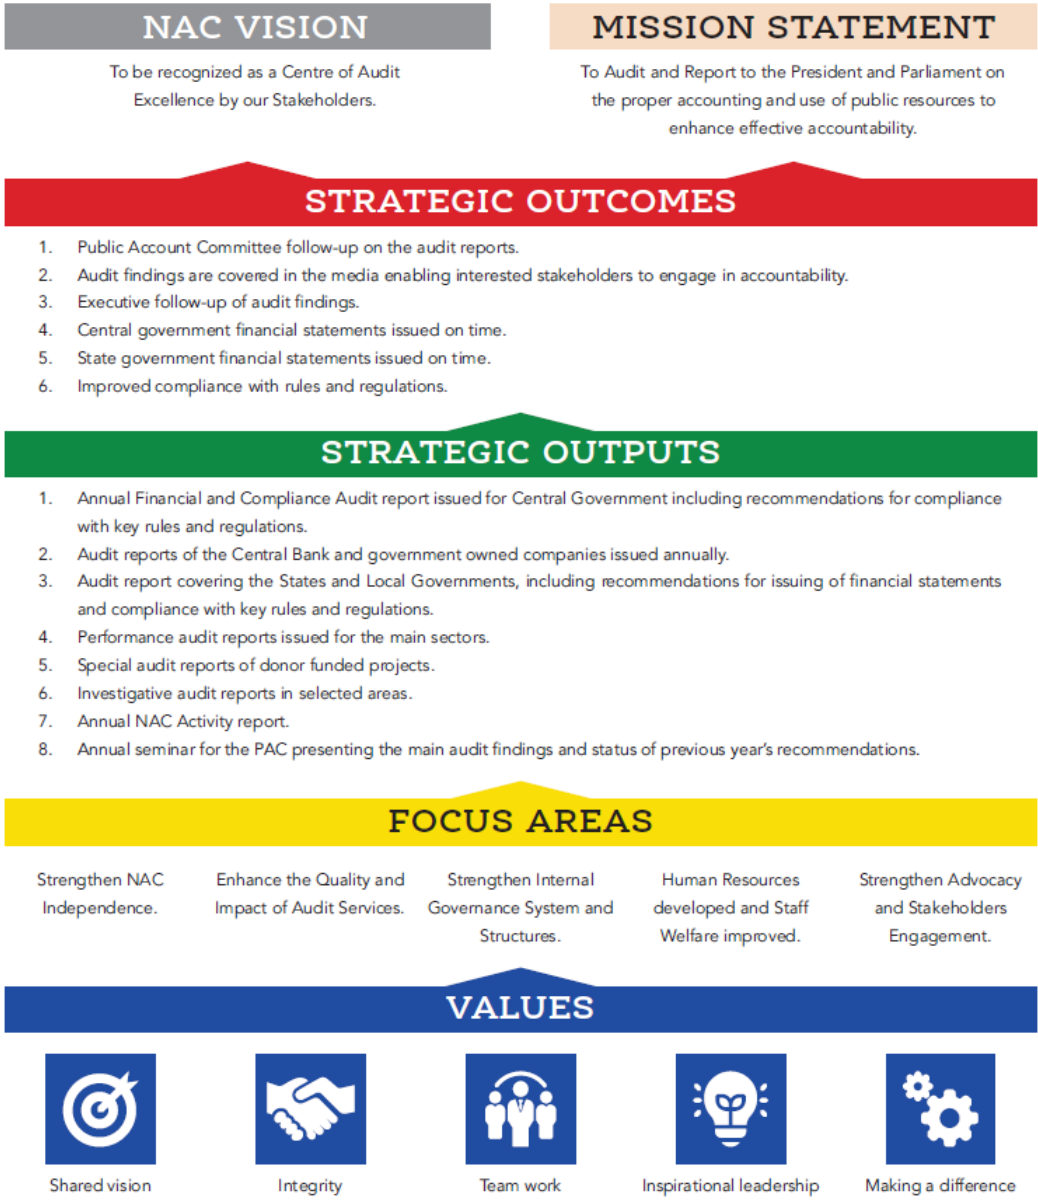 NAC VISION
To be recognized as a Centre of Audit
Excellence by our Stakeholders.
MISSION STATEMENT
To Audit and Report to the President and Parliament on
the proper accounting and use of public resources to
enhance effective accountability.
STRATEGIC OUTCOMES
1. Public Account Committee follow-up on the audit reports.
2. Audit findings are covered in the media enabling interested stakeholders to engage in accountability.
3. Executive follow-up of audit findings.
4. Central government financial statements issued on time.
5. State government financial statements issued on time.
6. Improved compliance with rules and regulations.
STRATEGIC OUTPUTS
1. Annual Financial and Compliance Audit report issued for Central Government including recommendations for compliance
with key rules and regulations.
2. Audit reports of the Central Bank and government owned companies issued annually.
3. Audit report covering the States and Local Governments, including recommendations for issuing of financial statements
and compliance with key rules and regulations.
4. Performance audit reports issued for the main sectors.
5. Special audit reports of donor funded projects.
6. Investigative audit reports in selected areas.
7. Annual NAC Activity report.
8. Annual seminar for the PAC presenting the main audit findings and status of previous year's recommendations.
FOCUS AREAS
Strengthen NAC
Independence.
Enhance the Quality and
Impact of Audit Services.
Strengthen Internal
Governance System and
Structures.
Human Resources
developed and Staff
Welfare improved.
Strengthen Advocacy
and Stakeholders
Engagement.
VALUES
Shared vision
Integrity
Team work
Inspirational leadership
Making a difference